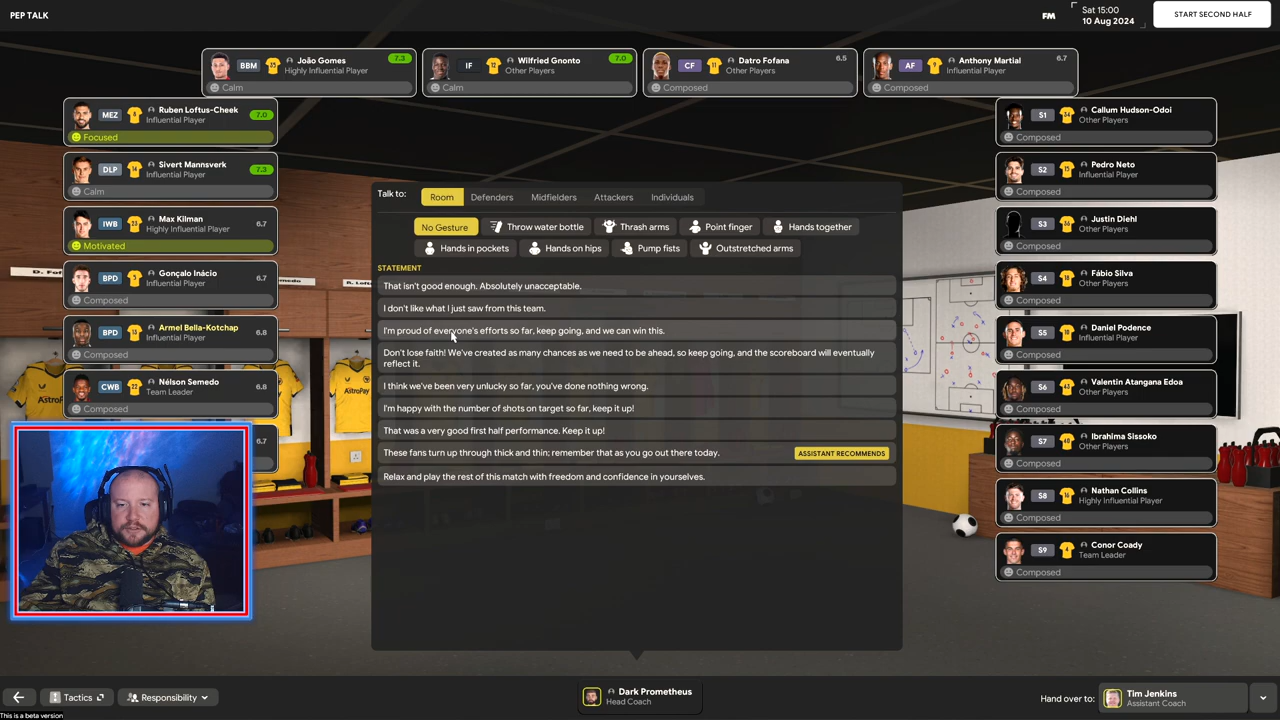 PEP TALK
FM
Sat 15:00
10 Aug 2024
START SECOND HALF
BBM
35
João Gomes
Highly Influential Player
7.3
Calm
IF
12
Wilfried Gnonto
Other Players
7.0
Calm
CF
11
Datro Fofana
Other Players
6.5
Composed
AF
9
Anthony Martial
Influential Player
6.7
Composed
MEZ
8
Ruben Loftus-Cheek
Influential Player
7.0
Focused
DLP
14
Sivert Mannsverk
Influential Player
7.3
Calm
IWB
23
Max Kilman
Highly Influential Player
6.7
Motivated
BPD
5
Gonçalo Inácio
Influential Player
6.7
Composed
BPD
13
Armel Bella-Kotchap
Influential Player
6.8
Composed
CWB
22
Nélson Semedo
Team Leader
6.8
Composed
6.7
Talk to:
Room
Defenders
Midfielders
Attackers
Individuals
No Gesture
Throw water bottle
Thrash arms
Point finger
Hands together
Hands in pockets
Hands on hips
Pump fists
Outstretched arms
STATEMENT
That isn't good enough. Absolutely unacceptable.
I don't like what I just saw from this team.
I'm proud of everyone's efforts so far, keep going, and we can win this.
Don't lose faith! We've created as many chances as we need to be ahead, so keep going, and the scoreboard will eventually
reflect it.
I think we've been very unlucky so far, you've done nothing wrong.
I'm happy with the number of shots on target so far, keep it up!
That was a very good first half performance. Keep it up!
These fans turn up through thick and thin; remember that as you go out there today.
ASSISTANT RECOMMENDS
Relax and play the rest of this match with freedom and confidence in yourselves.
S1
Callum Hudson-Odoi
Other Players
Composed
S2
Pedro Neto
Influential Player
Composed
S3
Justin Diehl
Other Players
Composed
S4
Fábio Silva
Other Players
Composed
S5
10
Daniel Podence
Influential Player
Composed
S6
Valentin Atangana Edoa
Other Players
Composed
S7
Ibrahima Sissoko
Other Players
Composed
S8
Nathan Collins
Highly Influential Player
Composed
S9
4
Conor Coady
Team Leader
Composed
AstroPay
Tactics
Responsibility
Dark Prometheus
Head Coach
Hand over to:
Tim Jenkins
Assistant Coach
This is a beta version